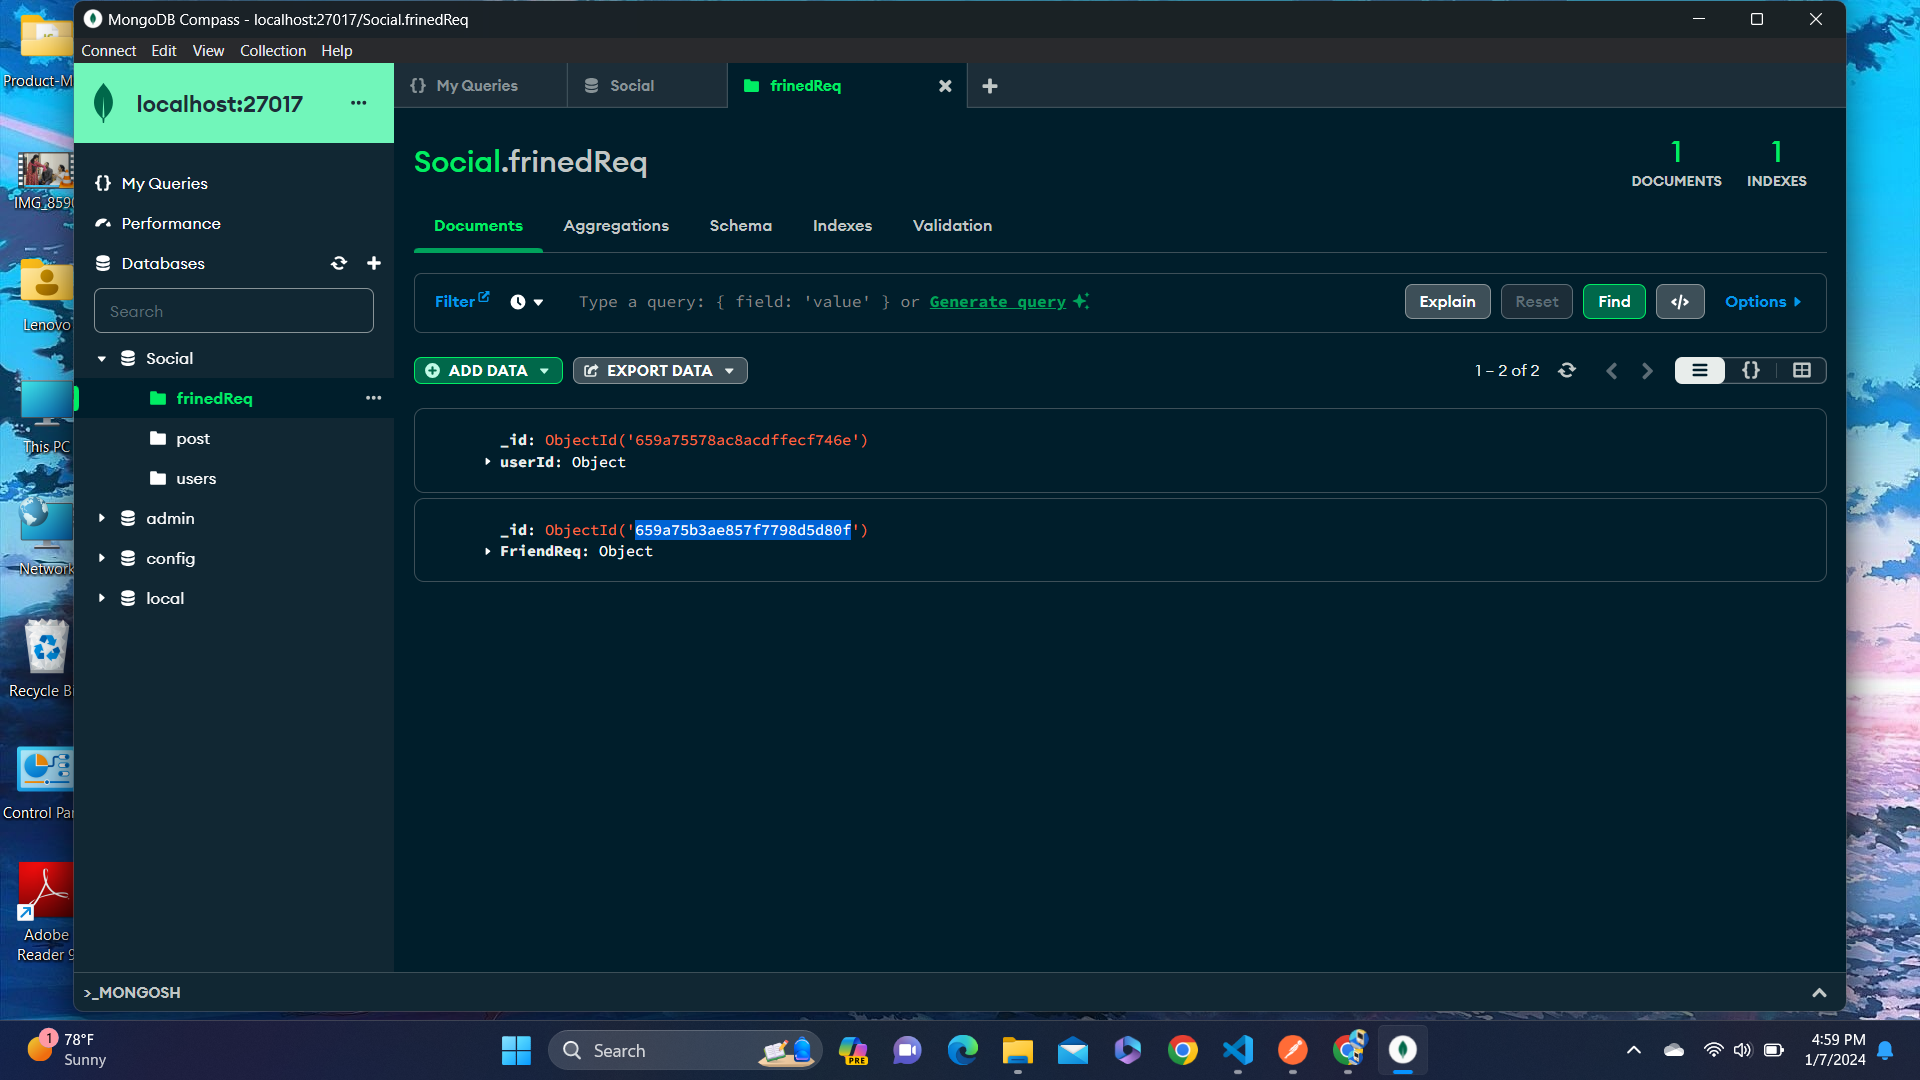 MongoDB Compass - localhost:27017/Social.frinedReq
Connect Edit View Collection Help
localhost:27017
My Queries
Performance
Databases
Search
Social
frinedReq
post
users
admin
config
local
My Queries
Social
frinedReq
Social.frinedReq
1
DOCUMENTS
1
INDEXES
Documents Aggregations Schema Indexes Validation
Filter
Type a query: { field: 'value' } or Generate query
Explain
Reset
Find
</>
Options
ADD DATA
EXPORT DATA
1 – 2 of 2
{}
_id: ObjectId('659a75578ac8acdffecf746e')
userId: Object
_id: ObjectId('659a75b3ae857f7798d5d80f')
FriendReq: Object
>_MONGOSH
Product-M
IMG_859
Lenovo
This PC
Network
Recycle B
Control Pa
Adobe
Reader 9
1
78°F
Sunny
Search
PRE
4:59 PM
1/7/2024